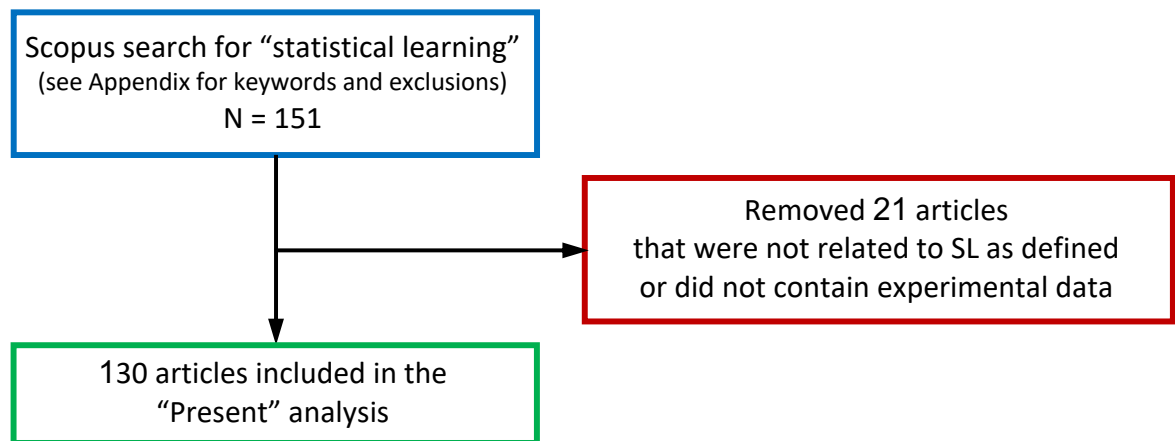 Scopus search for “statistical learning”
(see Appendix for keywords and exclusions)
N = 151
Removed 21 articles
that were not related to SL as defined
or did not contain experimental data
130 articles included in the
“Present” analysis